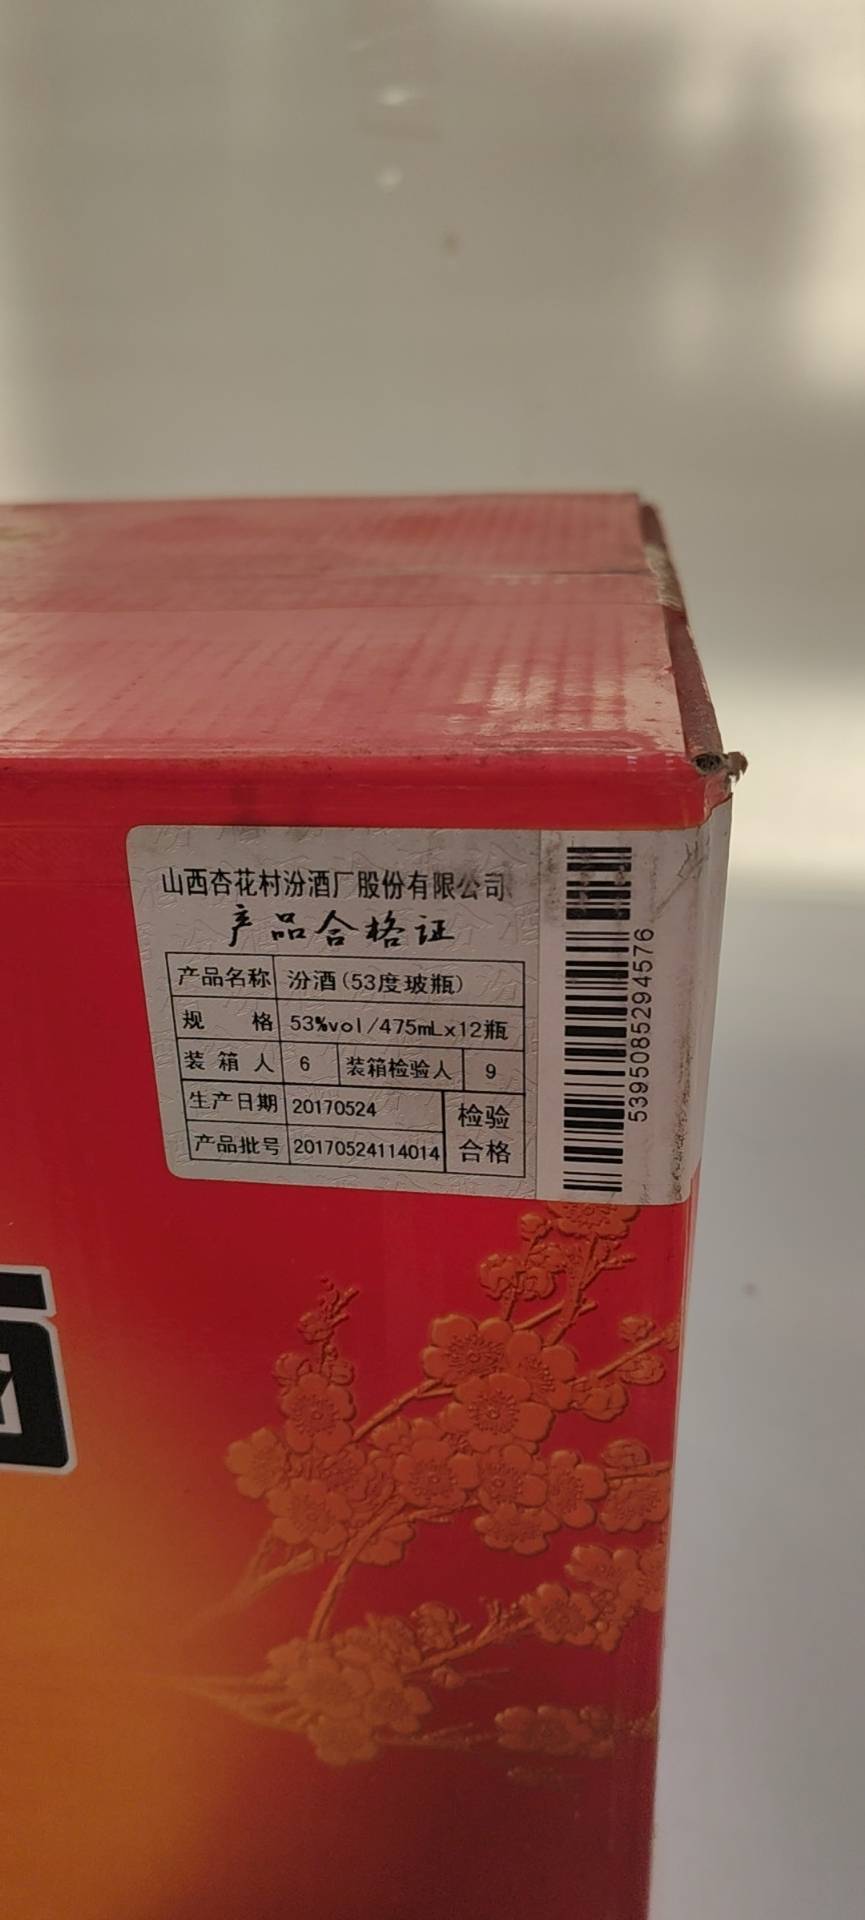 山西杏花村汾酒厂股份有限公司
产品合格证
产品名称 汾酒(53度玻瓶)
规 格 53%vol/475mLx12瓶
装箱人 6 装箱检验人 9
生产日期 20170524 检验
产品批号 20170524114014 合格
5395085294576